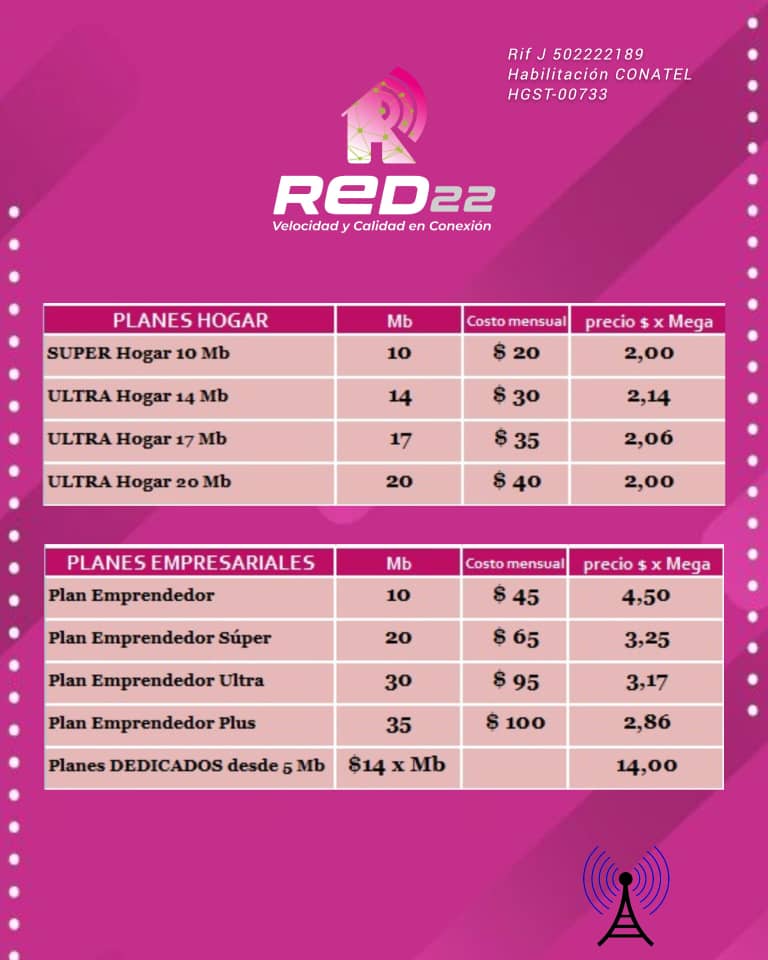 Rif J 502222189
Habilitación CONATEL
HGST-00733
R
ReD22
Velocidad y Calidad en Conexión
PLANES HOGAR Mb Costo mensual precio $ x Mega
SUPER Hogar 10 Mb 10 $ 20 2,00
ULTRA Hogar 14 Mb 14 $ 30 2,14
ULTRA Hogar 17 Mb 17 $ 35 2,06
ULTRA Hogar 20 Mb 20 $ 40 2,00
PLANES EMPRESARIALES Mb Costo mensual precio $ x Mega
Plan Emprendedor 10 $ 45 4,50
Plan Emprendedor Súper 20 $ 65 3,25
Plan Emprendedor Ultra 30 $ 95 3,17
Plan Emprendedor Plus 35 $ 100 2,86
Planes DEDICADOS desde 5 Mb $14 x Mb 14,00